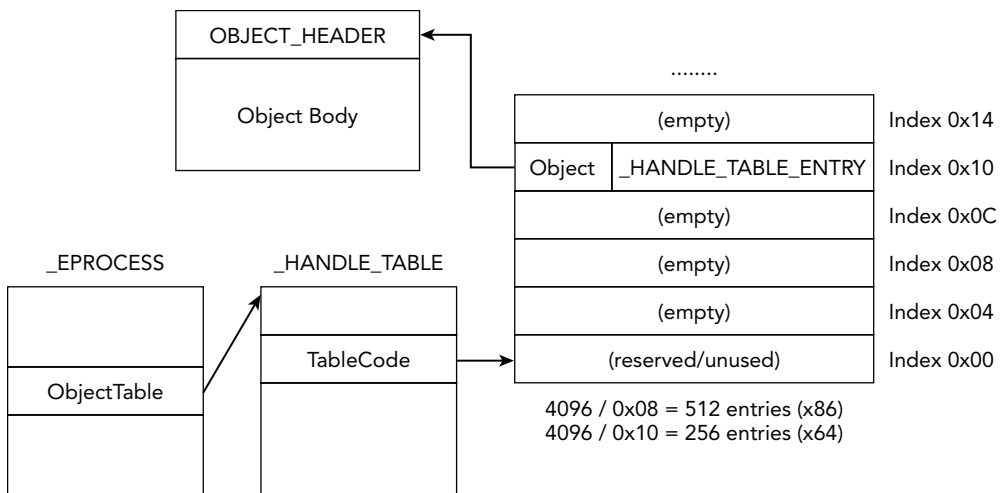 OBJECT_HEADER
Object Body
........
(empty) Index 0x14
Object _HANDLE_TABLE_ENTRY Index 0x10
(empty) Index 0x0C
(empty) Index 0x08
(empty) Index 0x04
(reserved/unused) Index 0x00
_EPROCESS
ObjectTable
_HANDLE_TABLE
TableCode
4096 / 0x08 = 512 entries (x86)
4096 / 0x10 = 256 entries (x64)